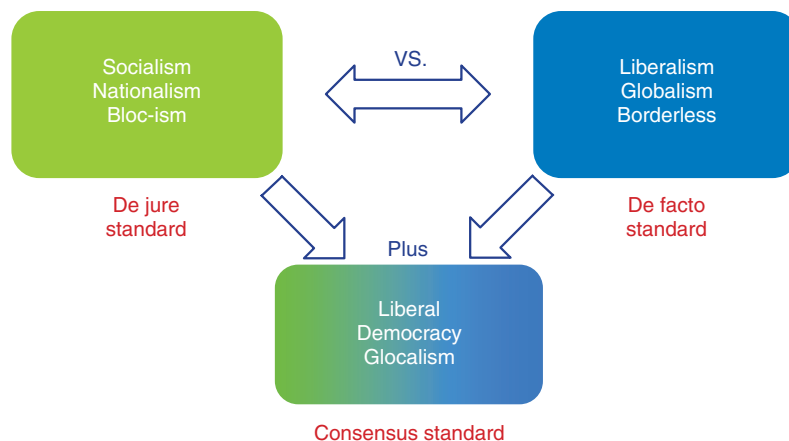 Socialism
Nationalism
Bloc-ism
VS.
Liberalism
Globalism
Borderless
De jure
standard
De facto
standard
Plus
Liberal
Democracy
Glocalism
Consensus standard